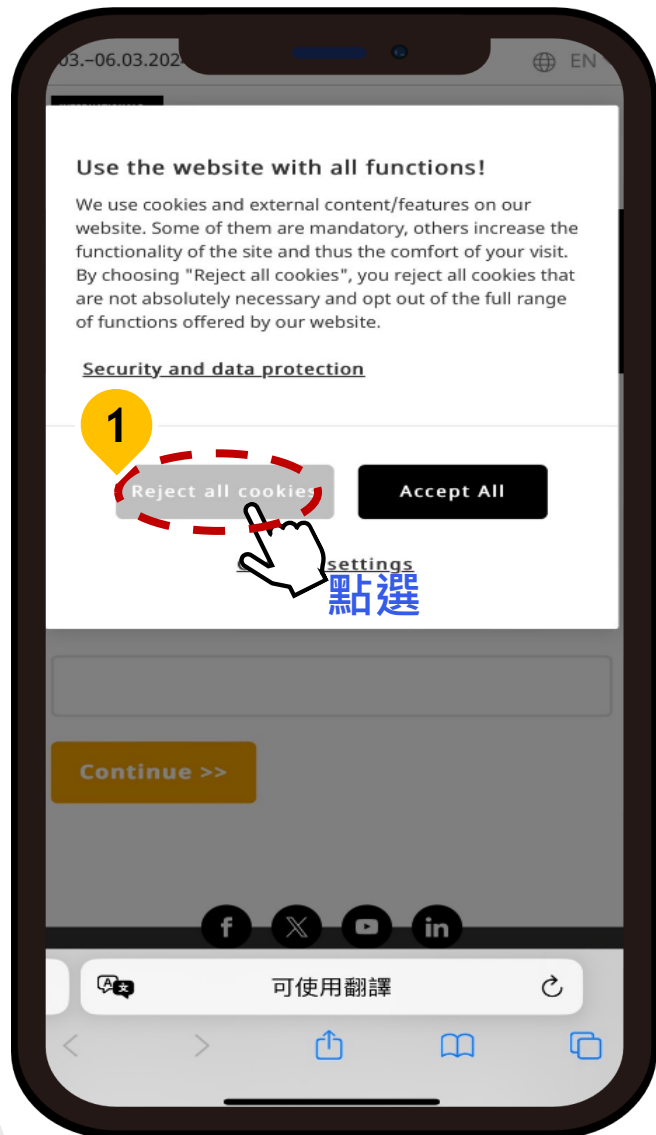 03.–06.03.202
EN
Use the website with all functions!
We use cookies and external content/features on our
website. Some of them are mandatory, others increase the
functionality of the site and thus the comfort of your visit.
By choosing "Reject all cookies", you reject all cookies that
are not absolutely necessary and opt out of the full range
of functions offered by our website.
Security and data protection
1
Reject all cookies
Accept All
settings
點選
Continue >>
可使用翻譯